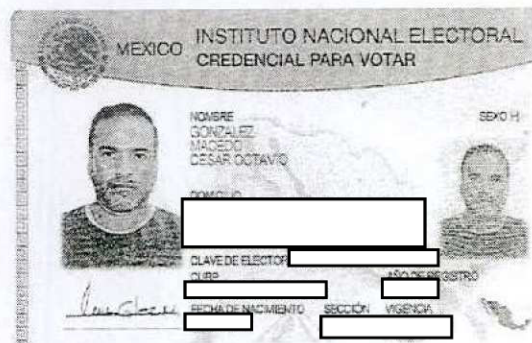 MEXICO
INSTITUTO NACIONAL ELECTORAL
CREDENCIAL PARA VOTAR
NOMBRE
SEXO H
GONZALEZ
MACEDO
CESAR OCTAVIO
DOMICILIO
CLAVE DE ELECTOR
CURP
AÑO DE REGISTRO
FECHA DE NACIMIENTO
SECCIÓN
VIGENCIA